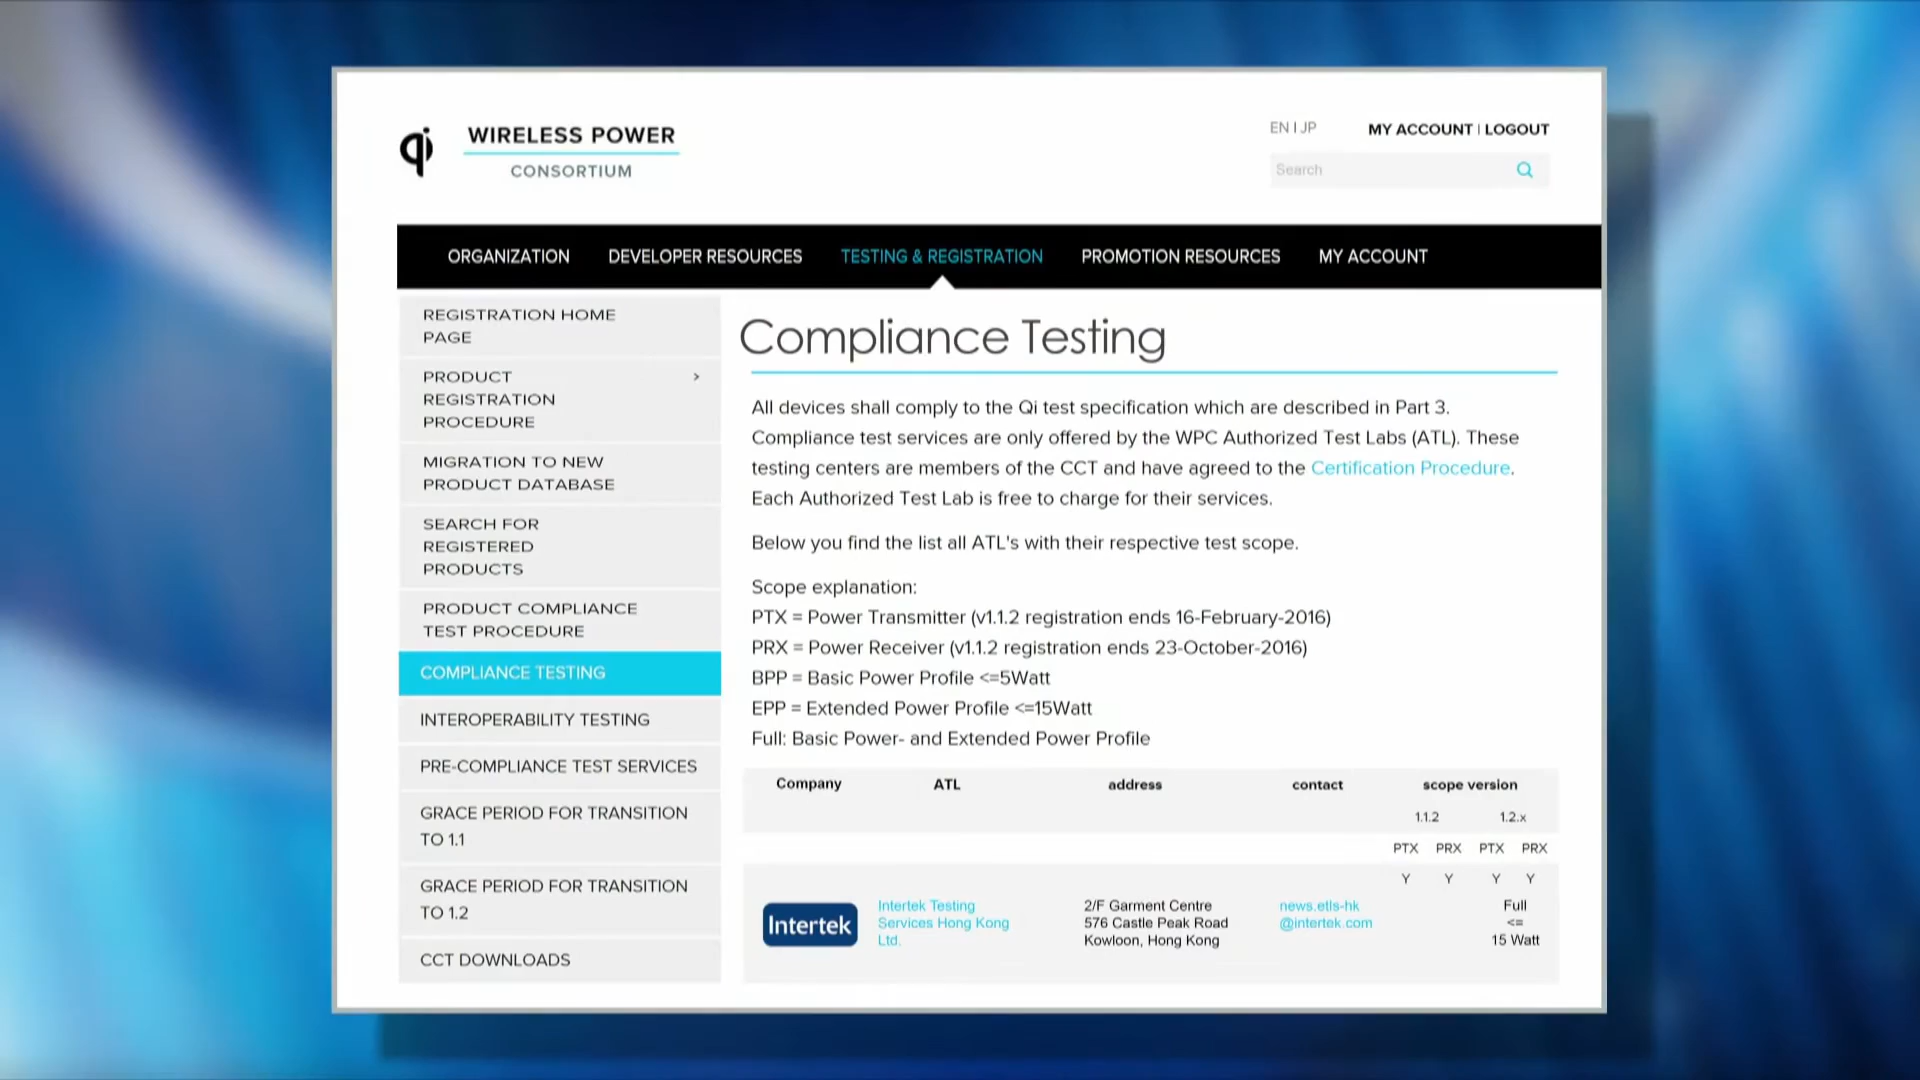 qi
WIRELESS POWER
CONSORTIUM
EN | JP
MY ACCOUNT | LOGOUT
Search
ORGANIZATION
DEVELOPER RESOURCES
TESTING & REGISTRATION
PROMOTION RESOURCES
MY ACCOUNT
REGISTRATION HOME
PAGE
PRODUCT >
REGISTRATION
PROCEDURE
MIGRATION TO NEW
PRODUCT DATABASE
SEARCH FOR
REGISTERED
PRODUCTS
PRODUCT COMPLIANCE
TEST PROCEDURE
COMPLIANCE TESTING
INTEROPERABILITY TESTING
PRE-COMPLIANCE TEST SERVICES
GRACE PERIOD FOR TRANSITION
TO 1.1
GRACE PERIOD FOR TRANSITION
TO 1.2
CCT DOWNLOADS
Compliance Testing
All devices shall comply to the Qi test specification which are described in Part 3.
Compliance test services are only offered by the WPC Authorized Test Labs (ATL). These
testing centers are members of the CCT and have agreed to the Certification Procedure.
Each Authorized Test Lab is free to charge for their services.
Below you find the list all ATL's with their respective test scope.
Scope explanation:
PTX = Power Transmitter (v1.1.2 registration ends 16-February-2016)
PRX = Power Receiver (v1.1.2 registration ends 23-October-2016)
BPP = Basic Power Profile <=5Watt
EPP = Extended Power Profile <=15Watt
Full: Basic Power- and Extended Power Profile
Company ATL address contact scope version
1.1.2 1.2.x
PTX PRX PTX PRX
Y Y Y Y
Intertek
Intertek Testing
Services Hong Kong
Ltd.
2/F Garment Centre
576 Castle Peak Road
Kowloon, Hong Kong
news.etls-hk
@intertek.com
Full
<=
15 Watt